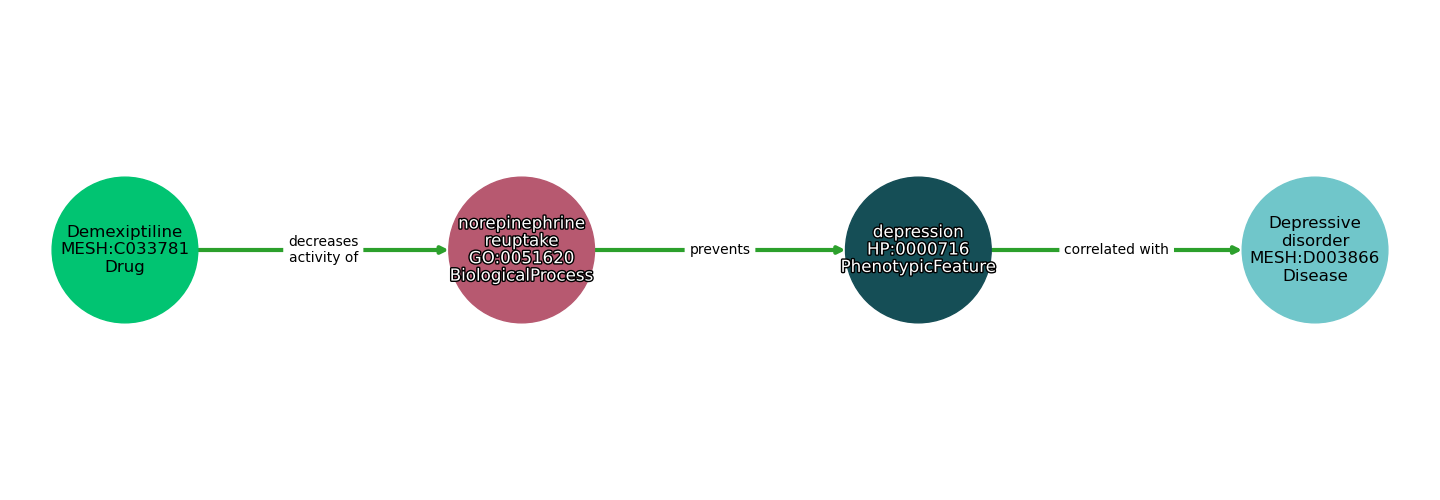 Demexiptiline
MESH:C033781
Drug
decreases
activity of
norepinephrine
reuptake
GO:0051620
BiologicalProcess
prevents
depression
HP:0000716
PhenotypicFeature
correlated with
Depressive
disorder
MESH:D003866
Disease